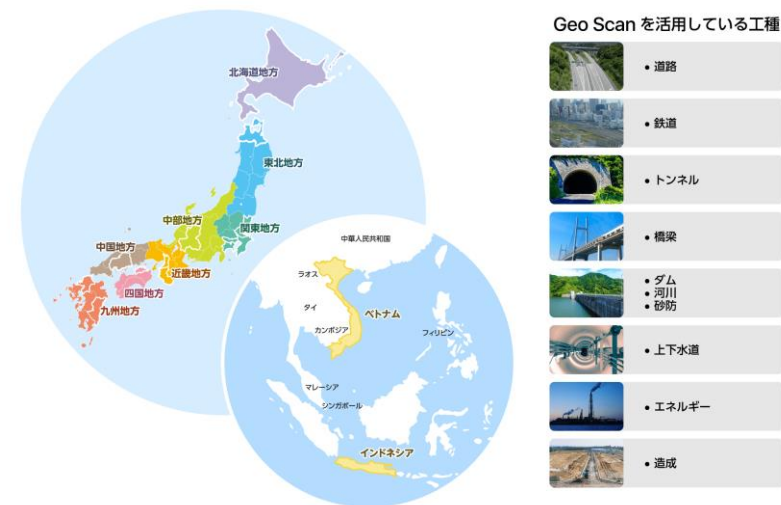 Geo Scan を活用している工種
北海道地方
東北地方
中部地方
関東地方
中国地方
近畿地方
四国地方
九州地方
中華人民共和国
ラオス
ベトナム
タイ
カンボジア
フィリピン
マレーシア
シンガポール
インドネシア
• 道路
• 鉄道
• トンネル
• 橋梁
• ダム
• 河川
• 砂防
• 上下水道
• エネルギー
• 造成